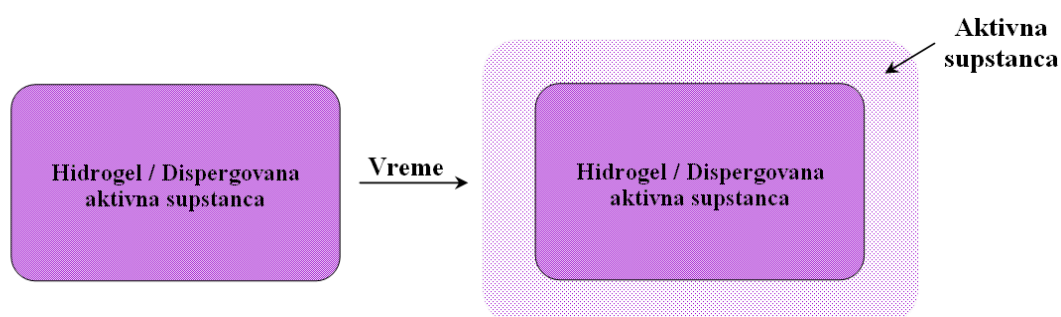 Aktivna
supstanca
Hidrogel / Dispergovana
aktivna supstanca
Vreme
Hidrogel / Dispergovana
aktivna supstanca